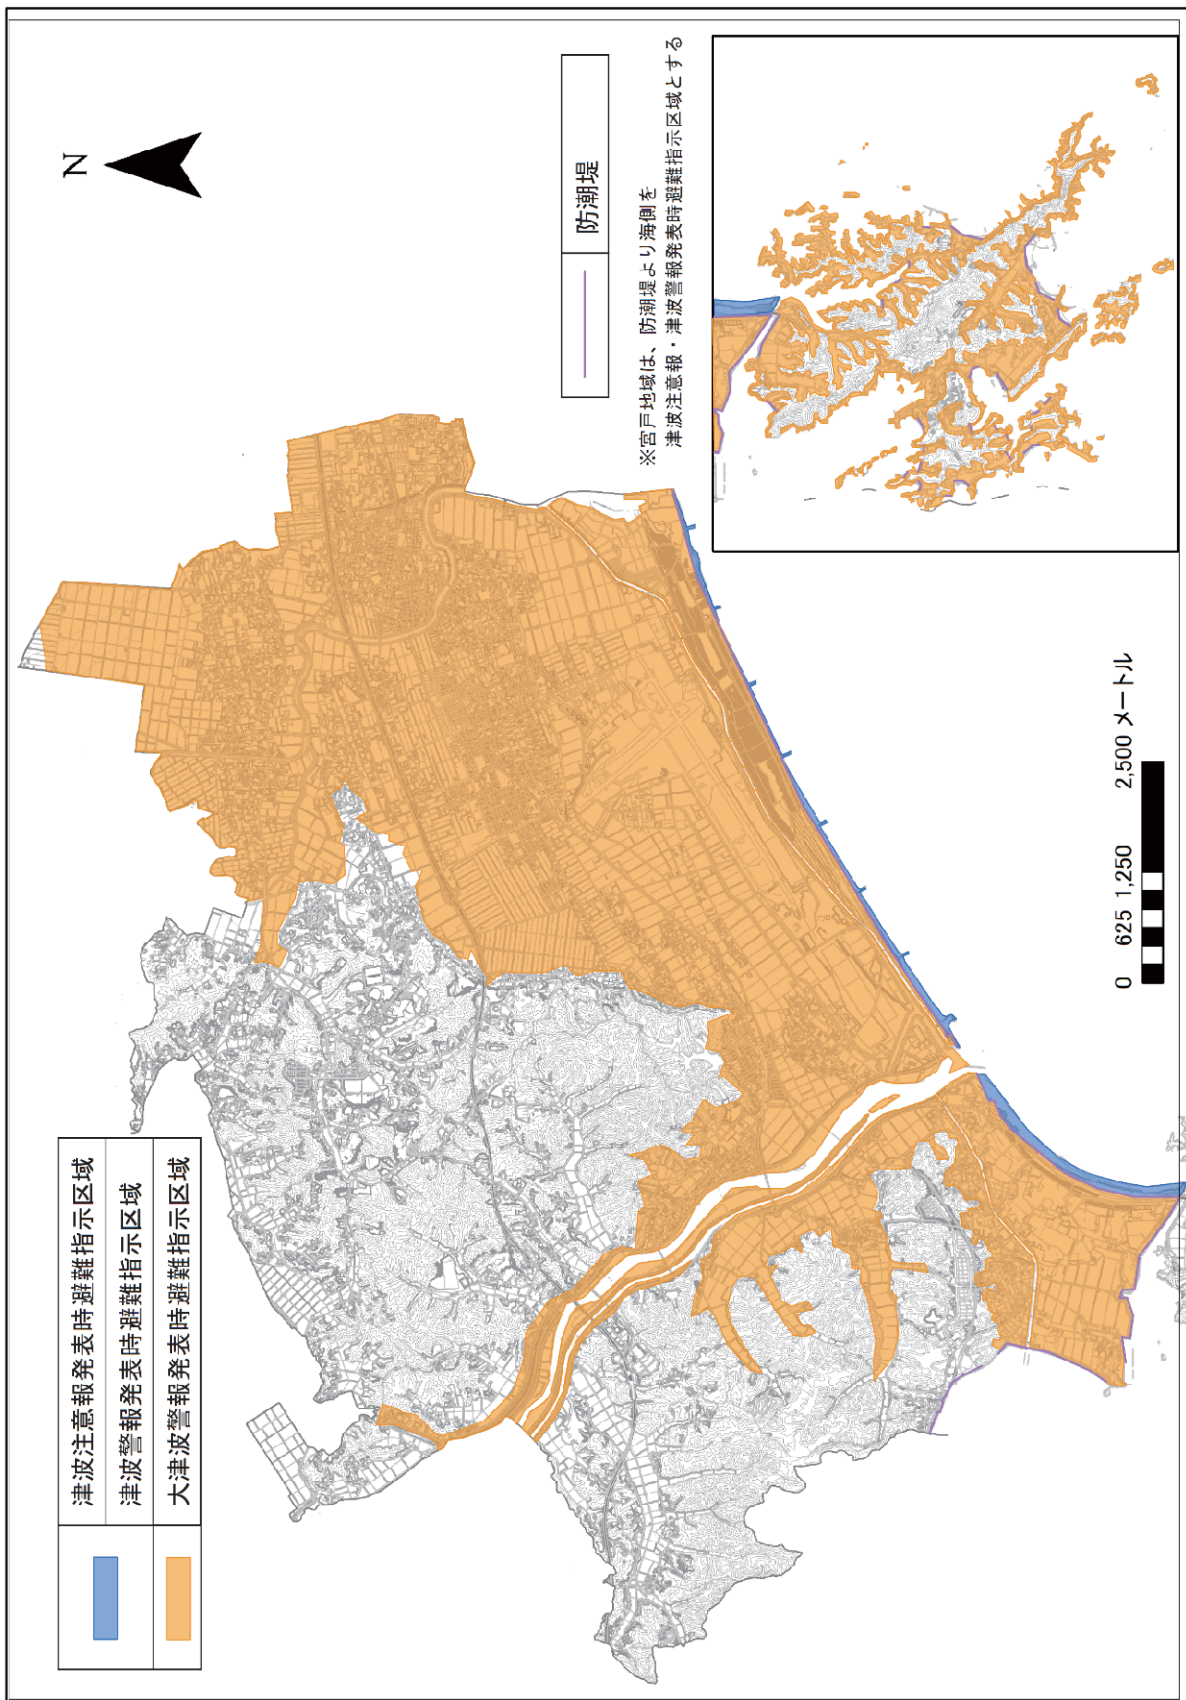 津波注意報発表時避難指示区域
津波警報発表時避難指示区域
大津波警報発表時避難指示区域
N
防潮堤
※宮戸地域は、防潮堤より海側を
津波注意報・津波警報発表時避難指示区域とする
0 625 1,250 2,500 メートル